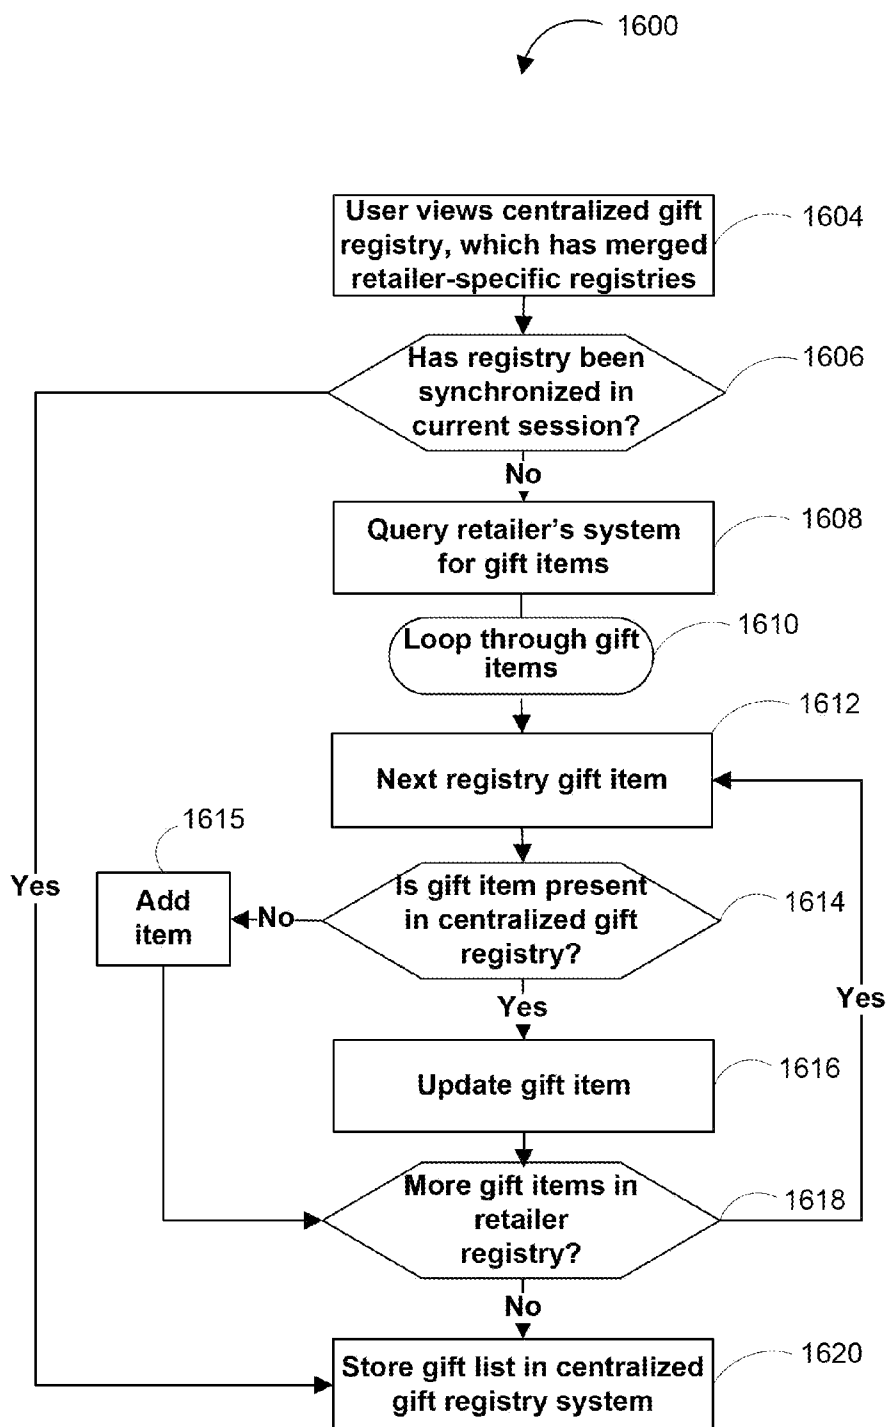 1600
User views centralized gift
registry, which has merged
retailer-specific registries
1604
Has registry been
synchronized in
current session?
1606
No
Query retailer's system
for gift items
1608
Loop through gift
items
1610
Next registry gift item
1612
1615
Yes
Add
item
No
Is gift item present
in centralized gift
registry?
1614
Yes
Yes
Update gift item
1616
More gift items in
retailer
registry?
1618
No
Store gift list in centralized
gift registry system
1620